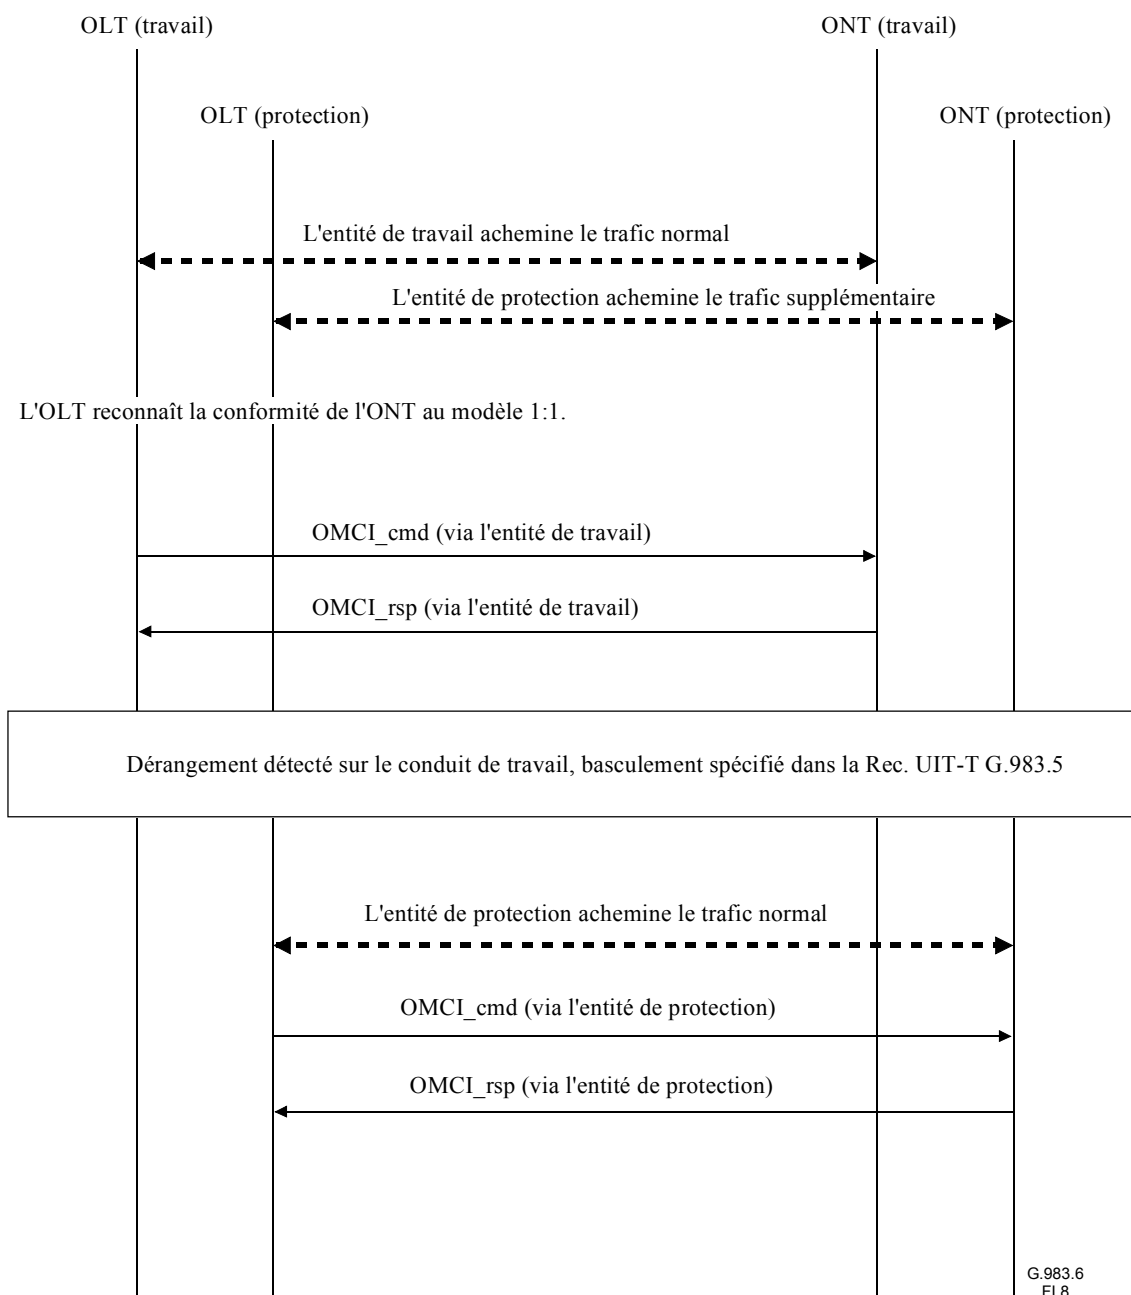 OLT (travail)
ONT (travail)
OLT (protection)
ONT (protection)
L'entité de travail achemine le trafic normal
L'entité de protection achemine le trafic supplémentaire
L'OLT reconnaît la conformité de l'ONT au modèle 1:1.
OMCI_cmd (via l'entité de travail)
OMCI_rsp (via l'entité de travail)
Dérangement détecté sur le conduit de travail, basculement spécifié dans la Rec. UIT-T G.983.5
L'entité de protection achemine le trafic normal
OMCI_cmd (via l'entité de protection)
OMCI_rsp (via l'entité de protection)
G.983.6